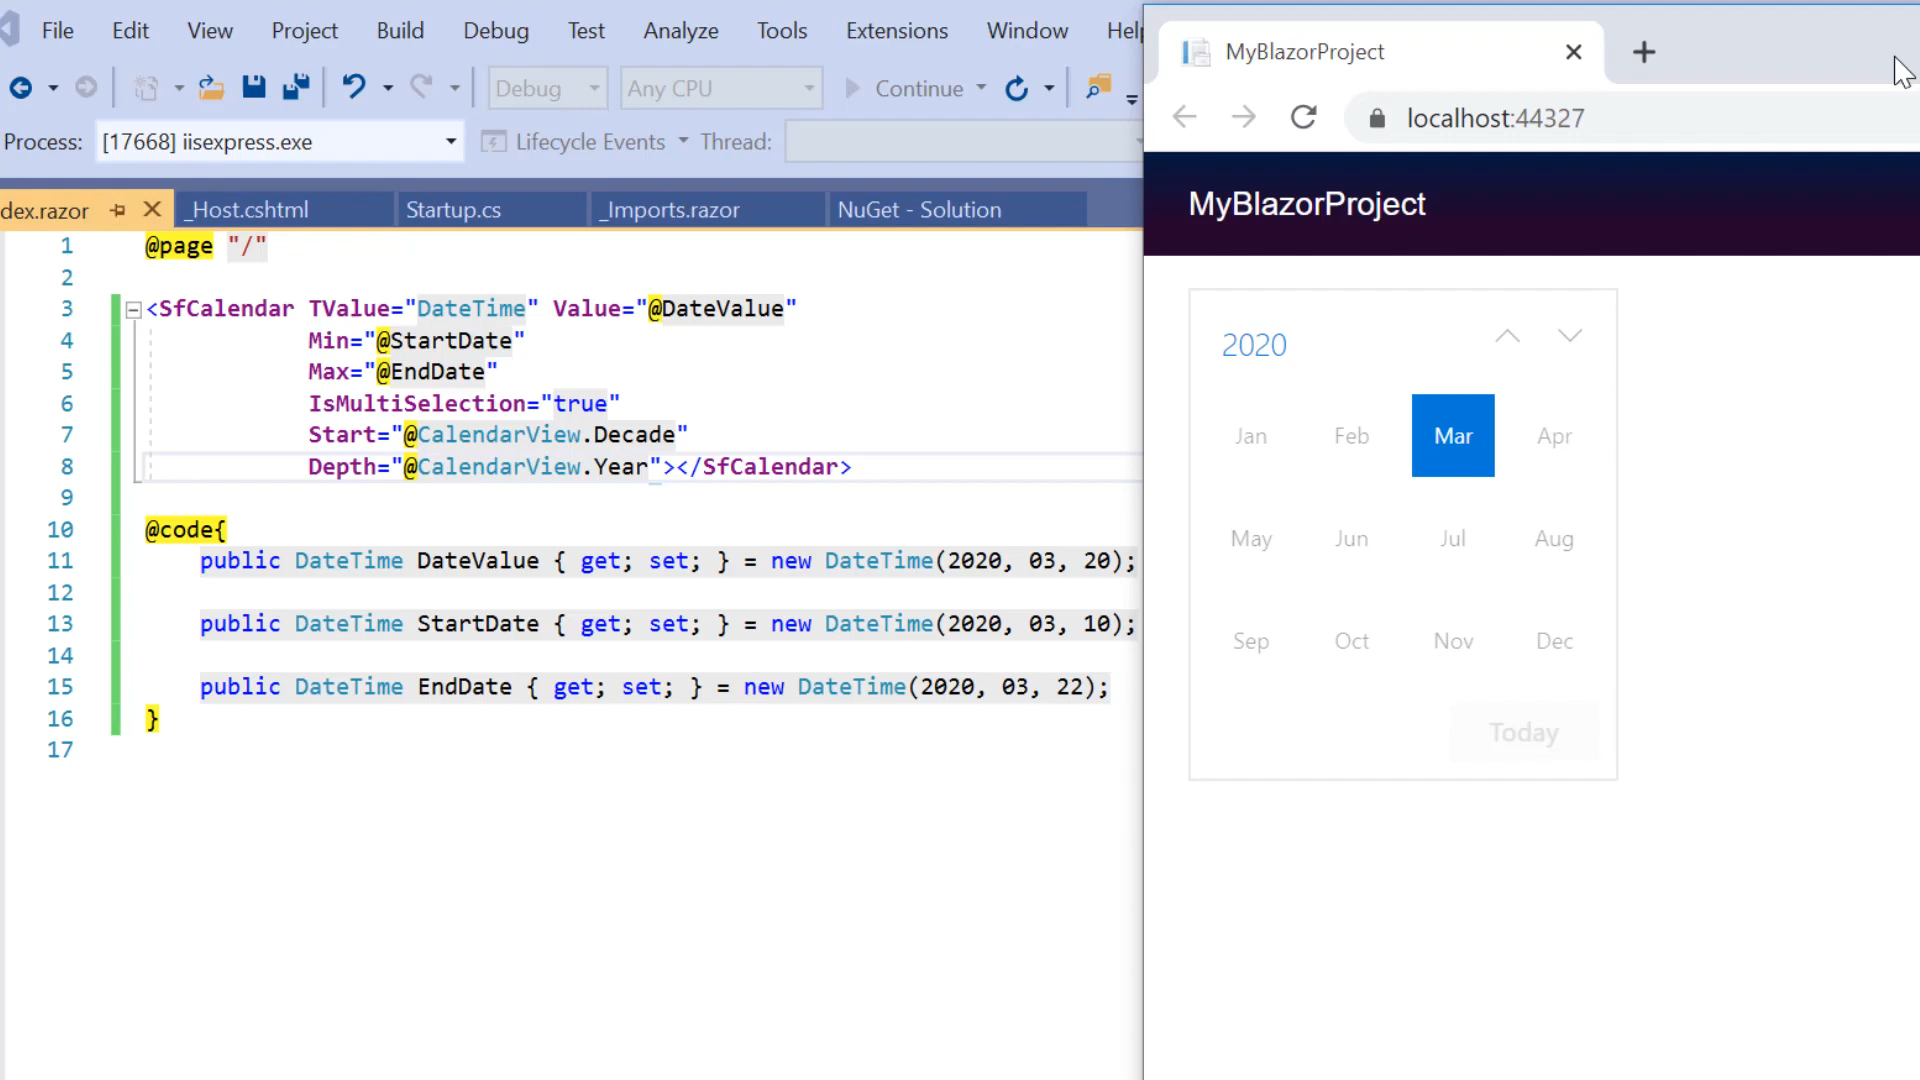 File Edit View Project Build Debug Test Analyze Tools Extensions Window Help
Debug Any CPU Continue
Process: [17668] iisexpress.exe Lifecycle Events Thread:
dex.razor _Host.cshtml Startup.cs _Imports.razor NuGet - Solution
1 @page "/"
2
3 <SfCalendar TValue="DateTime" Value="@DateValue"
4 Min="@StartDate"
5 Max="@EndDate"
6 IsMultiSelection="true"
7 Start="@CalendarView.Decade"
8 Depth="@CalendarView.Year"></SfCalendar>
9
10 @code{
11 public DateTime DateValue { get; set; } = new DateTime(2020, 03, 20);
12
13 public DateTime StartDate { get; set; } = new DateTime(2020, 03, 10);
14
15 public DateTime EndDate { get; set; } = new DateTime(2020, 03, 22);
16 }
17
MyBlazorProject
localhost:44327
MyBlazorProject
2020
Jan Feb Mar Apr
May Jun Jul Aug
Sep Oct Nov Dec
Today